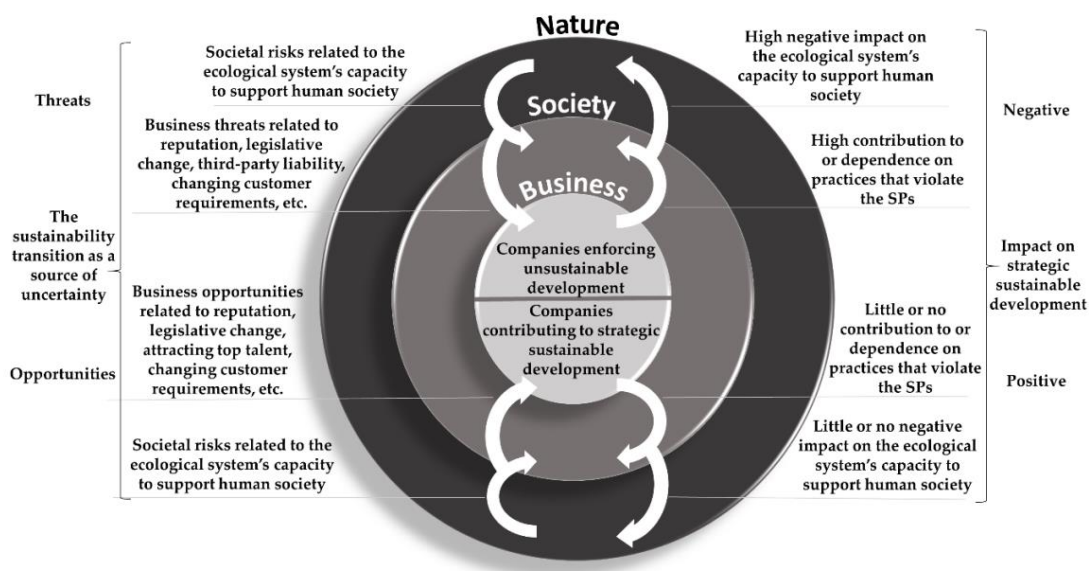 Nature
Society
Business
Companies enforcing
unsustainable
development
Companies
contributing to strategic
sustainable
development
Threats
The
sustainability
transition as a
source of
uncertainty
Opportunities
Societal risks related to the
ecological system's capacity
to support human society
Business threats related to
reputation, legislative
change, third-party liability,
changing customer
requirements, etc.
Business opportunities
related to reputation,
legislative change,
attracting top talent,
changing customer
requirements, etc.
Societal risks related to the
ecological system's capacity
to support human society
High negative impact on
the ecological system's
capacity to support human
society
High contribution to
or dependence on
practices that violate
the SPs
Little or no
contribution to or
dependence on
practices that violate
the SPs
Little or no negative
impact on the ecological
system's capacity to
support human society
Negative
Impact on
strategic
sustainable
development
Positive